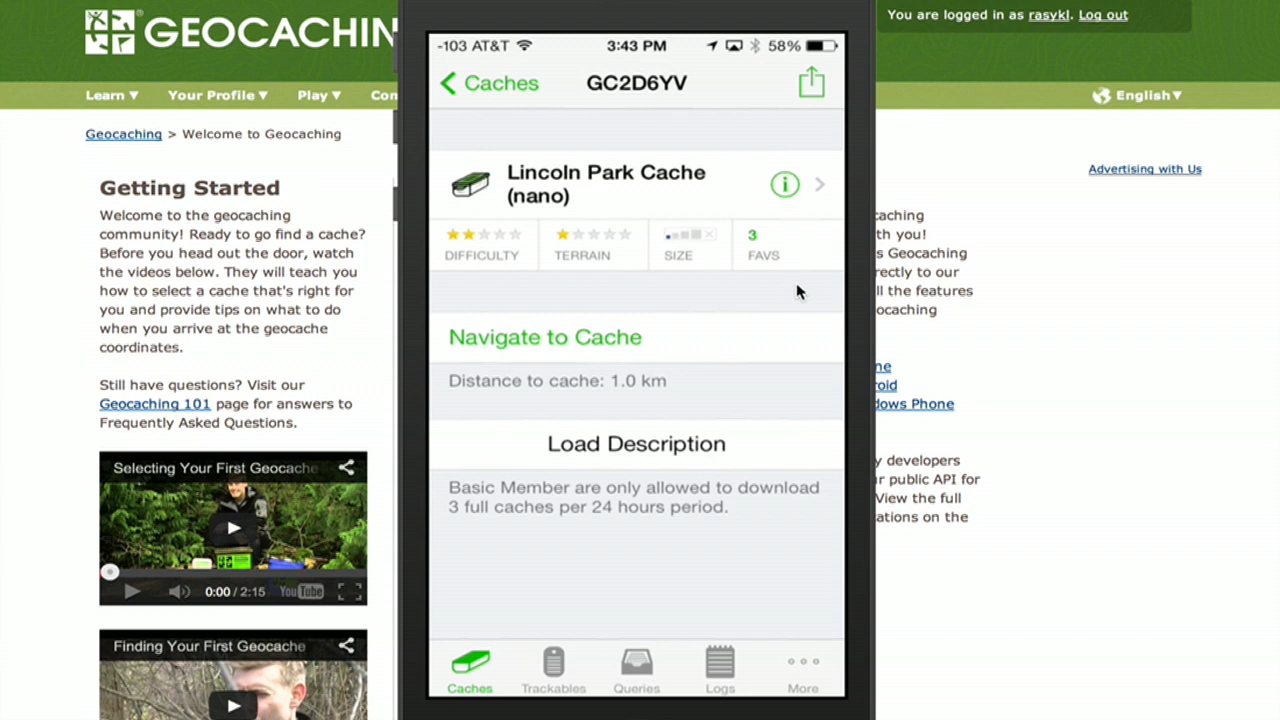 GEOCACHIN
You are logged in as rasykl. Log out
Learn ▼ Your Profile ▼ Play ▼ Con
English▼
Geocaching > Welcome to Geocaching
Advertising with Us
Getting Started
Welcome to the geocaching
community! Ready to go find a cache?
Before you head out the door, watch
the videos below. They will teach you
how to select a cache that's right for
you and provide tips on what to do
when you arrive at the geocache
coordinates.
Still have questions? Visit our
Geocaching 101 page for answers to
Frequently Asked Questions.
Selecting Your First Geocache
0:00 / 2:15 YouTube
Finding Your First Geocache
-103 AT&T 3:43 PM 58%
Caches GC2D6YV
Lincoln Park Cache
(nano)
3
DIFFICULTY TERRAIN SIZE FAVS
Navigate to Cache
Distance to cache: 1.0 km
Load Description
Basic Member are only allowed to download
3 full caches per 24 hours period.
Caches Trackables Queries Logs More
caching
th you!
s Geocaching
rectly to our
ll the features
ocaching
ne
roid
dows Phone
y developers
ur public API for
View the full
ations on the